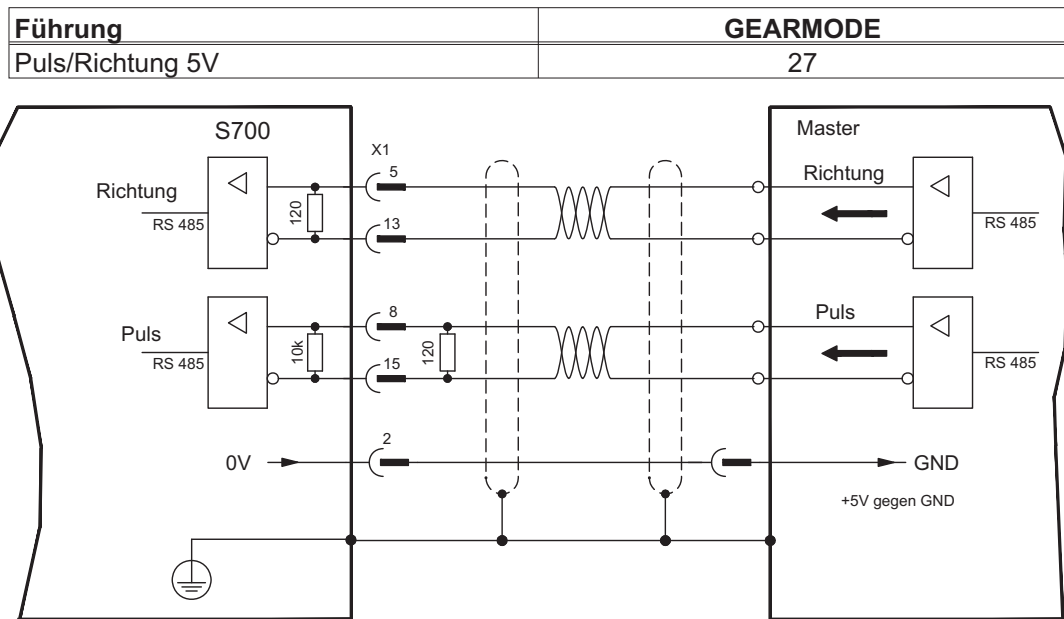 Führung GEARMODE
Puls/Richtung 5V 27
S700 Master
X1
5
Richtung Richtung
120
RS 485 RS 485
13
8
Puls Puls
10k 120
RS 485 RS 485
15
2
0V GND
+5V gegen GND